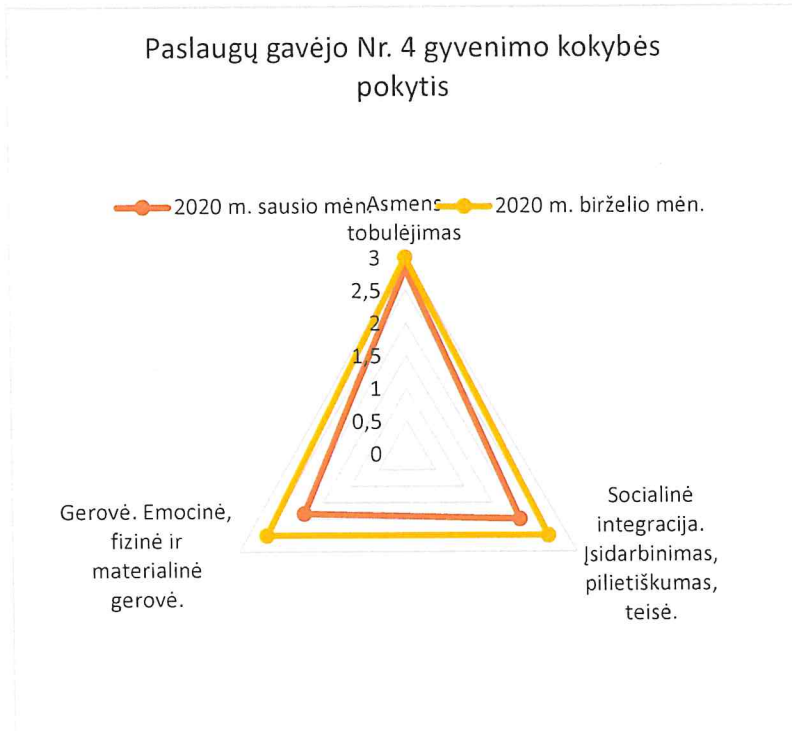 Paslaugų gavėjo Nr. 4 gyvenimo kokybės
pokytis
2020 m. sausio mėn.
Asmens
tobulėjimas
2020 m. birželio mėn.
3
2,5
2
1,5
1
0,5
0
Socialinė
integracija.
Įsidarbinimas,
pilietiškumas,
teisė.
Gerovė. Emocinė,
fizinė ir
materialinė
gerovė.